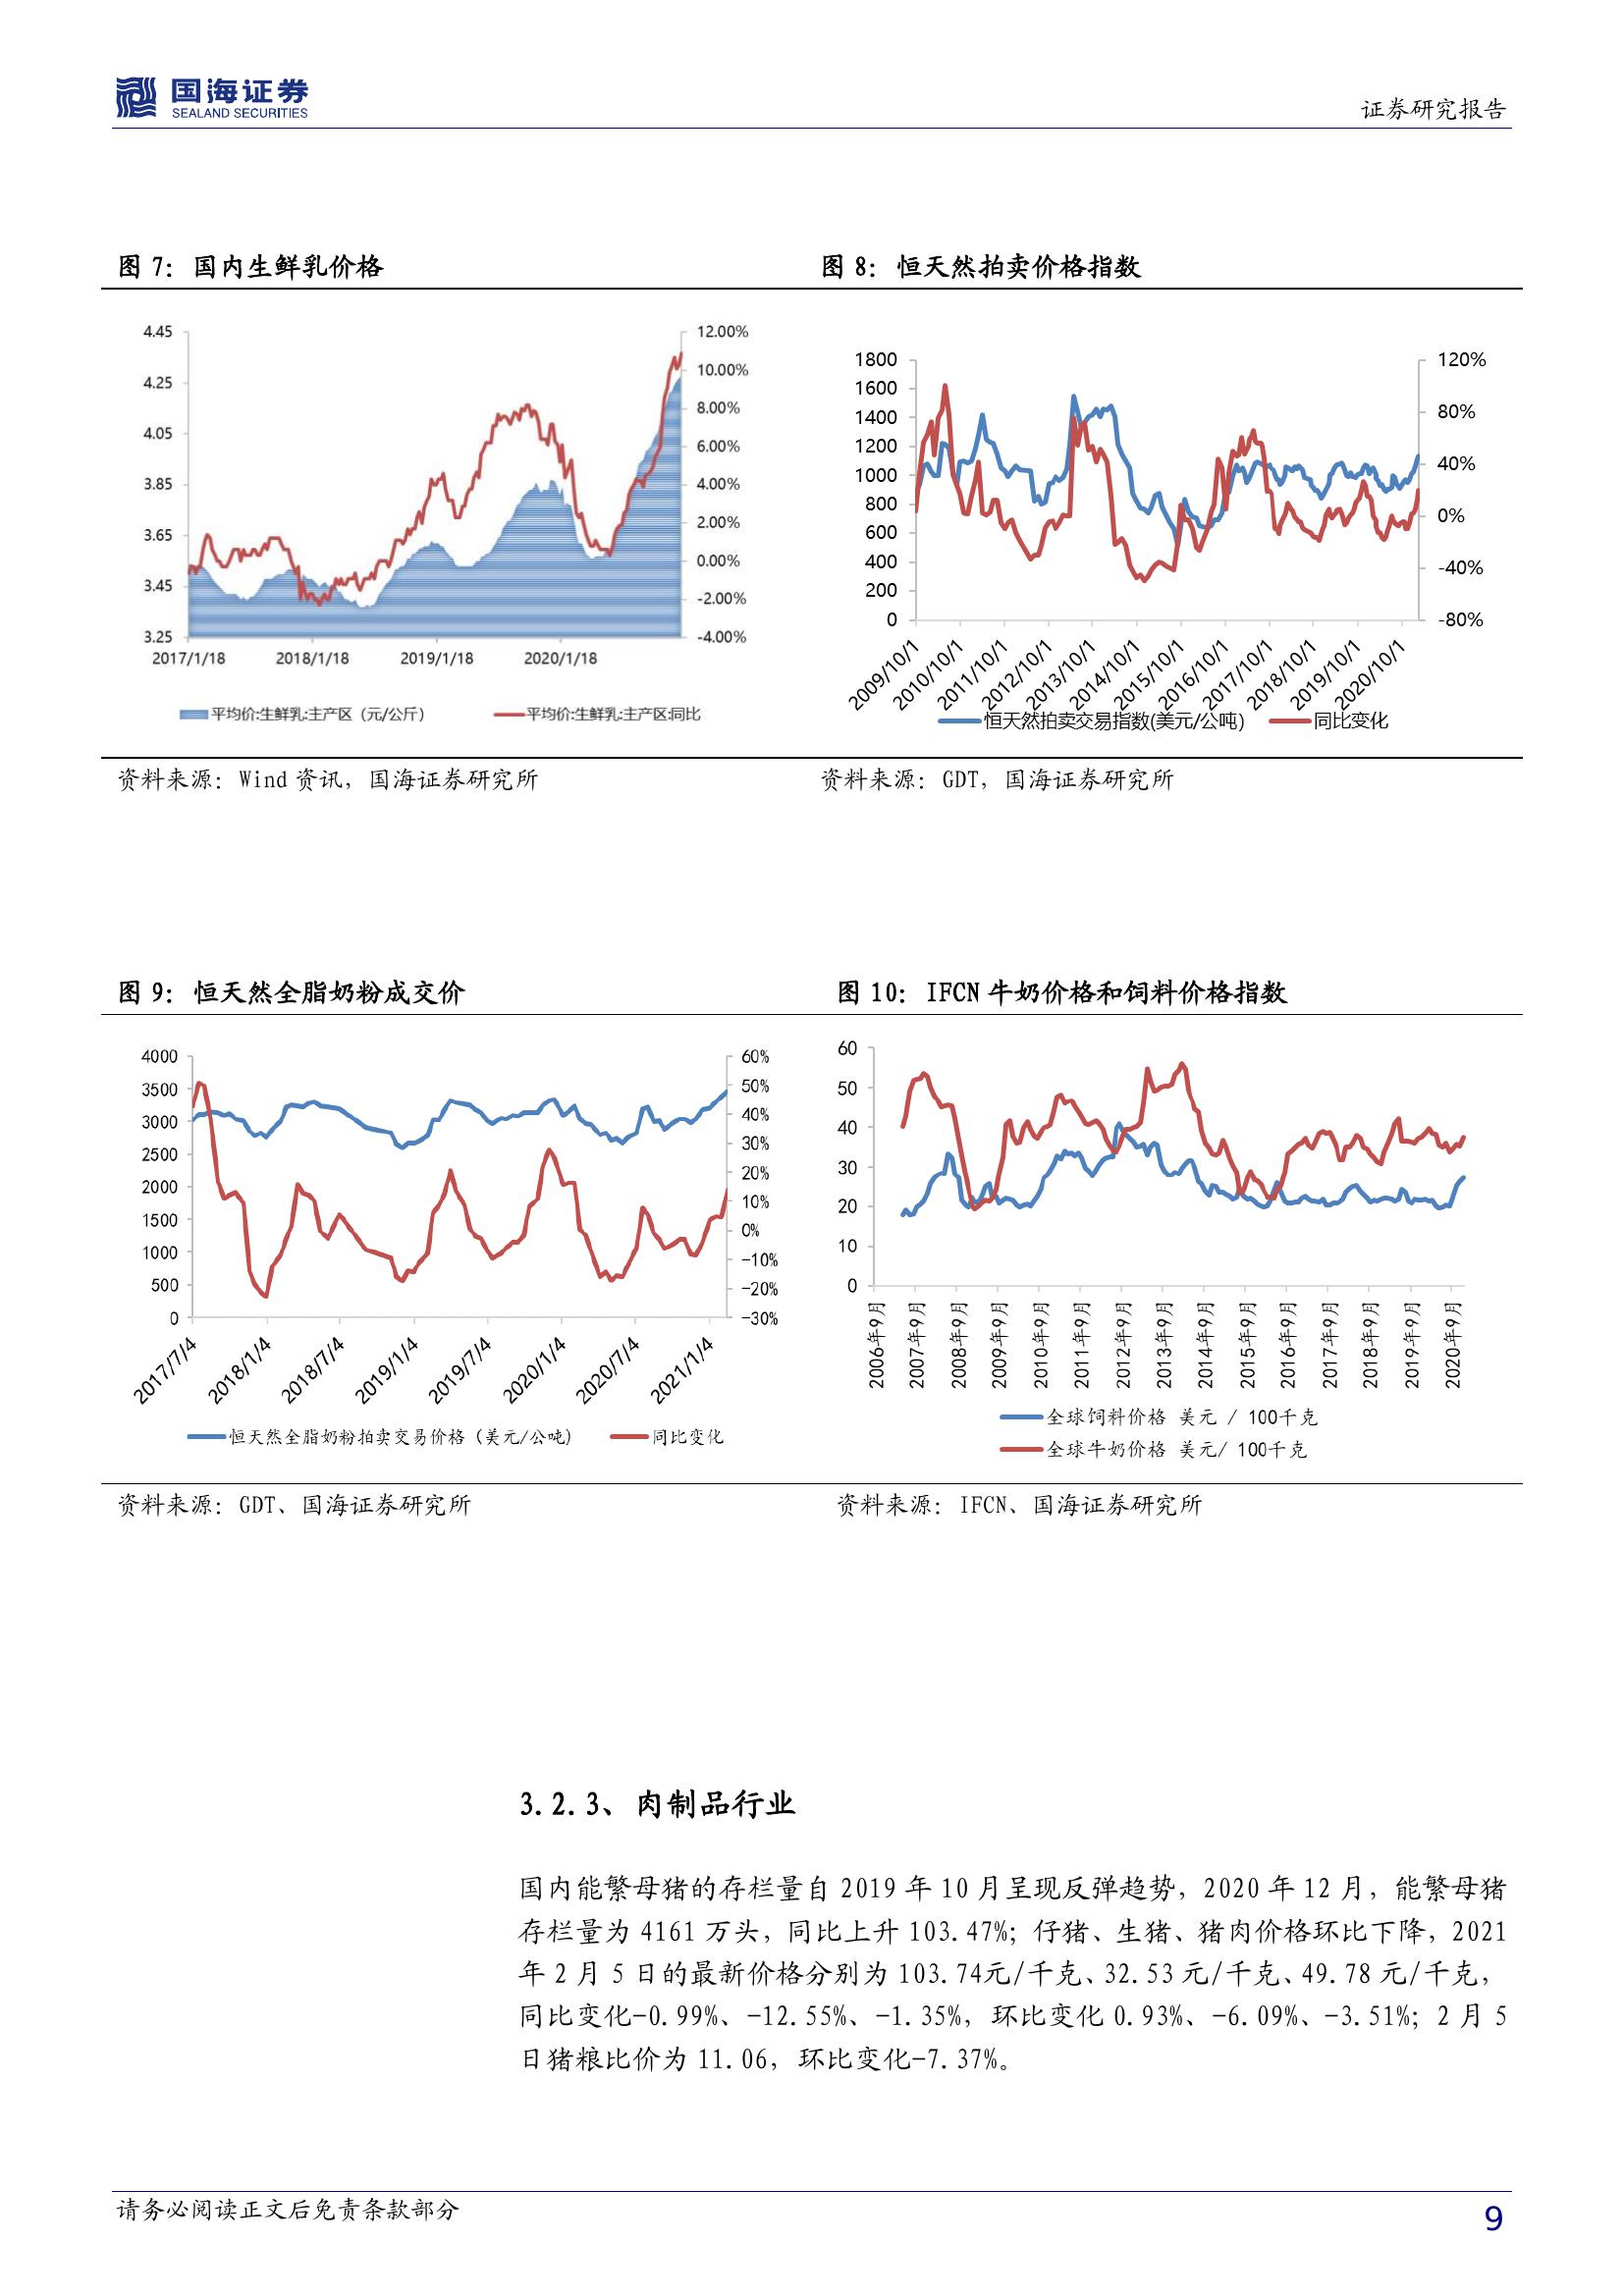 国海证券
SEALAND SECURITIES
证券研究报告
图 7：国内生鲜乳价格
图 8：恒天然拍卖价格指数
4.45
4.25
4.05
3.85
3.65
3.45
3.25
12.00%
10.00%
8.00%
6.00%
4.00%
2.00%
0.00%
-2.00%
-4.00%
2017/1/18 2018/1/18 2019/1/18 2020/1/18
平均价:生鲜乳:主产区（元/公斤） 平均价:生鲜乳:主产区:同比
1800
1600
1400
1200
1000
800
600
400
200
0
120%
80%
40%
0%
-40%
-80%
2009/10/1 2010/10/1 2011/10/1 2012/10/1 2013/10/1 2014/10/1 2015/10/1 2016/10/1 2017/10/1 2018/10/1 2019/10/1 2020/10/1
恒天然拍卖交易指数(美元/公吨) 同比变化
资料来源：Wind 资讯，国海证券研究所
资料来源：GDT，国海证券研究所
图 9：恒天然全脂奶粉成交价
图 10：IFCN 牛奶价格和饲料价格指数
4000
3500
3000
2500
2000
1500
1000
500
0
60%
50%
40%
30%
20%
10%
0%
-10%
-20%
-30%
2017/7/4 2018/1/4 2018/7/4 2019/1/4 2019/7/4 2020/1/4 2020/7/4 2021/1/4
恒天然全脂奶粉拍卖交易价格（美元/公吨） 同比变化
60
50
40
30
20
10
0
2006年9月 2007年9月 2008年9月 2009年9月 2010年9月 2011年9月 2012年9月 2013年9月 2014年9月 2015年9月 2016年9月 2017年9月 2018年9月 2019年9月 2020年9月
全球饲料价格 美元 / 100千克
全球牛奶价格 美元/ 100千克
资料来源：GDT、国海证券研究所
资料来源：IFCN、国海证券研究所
3.2.3、肉制品行业
国内能繁母猪的存栏量自 2019 年 10 月呈现反弹趋势，2020 年 12 月，能繁母猪
存栏量为 4161 万头，同比上升 103.47%；仔猪、生猪、猪肉价格环比下降，2021
年 2 月 5 日的最新价格分别为 103.74元/千克、32.53 元/千克、49.78 元/千克，
同比变化-0.99%、-12.55%、-1.35%，环比变化 0.93%、-6.09%、-3.51%；2 月 5
日猪粮比价为 11.06，环比变化-7.37%。
请务必阅读正文后免责条款部分
9